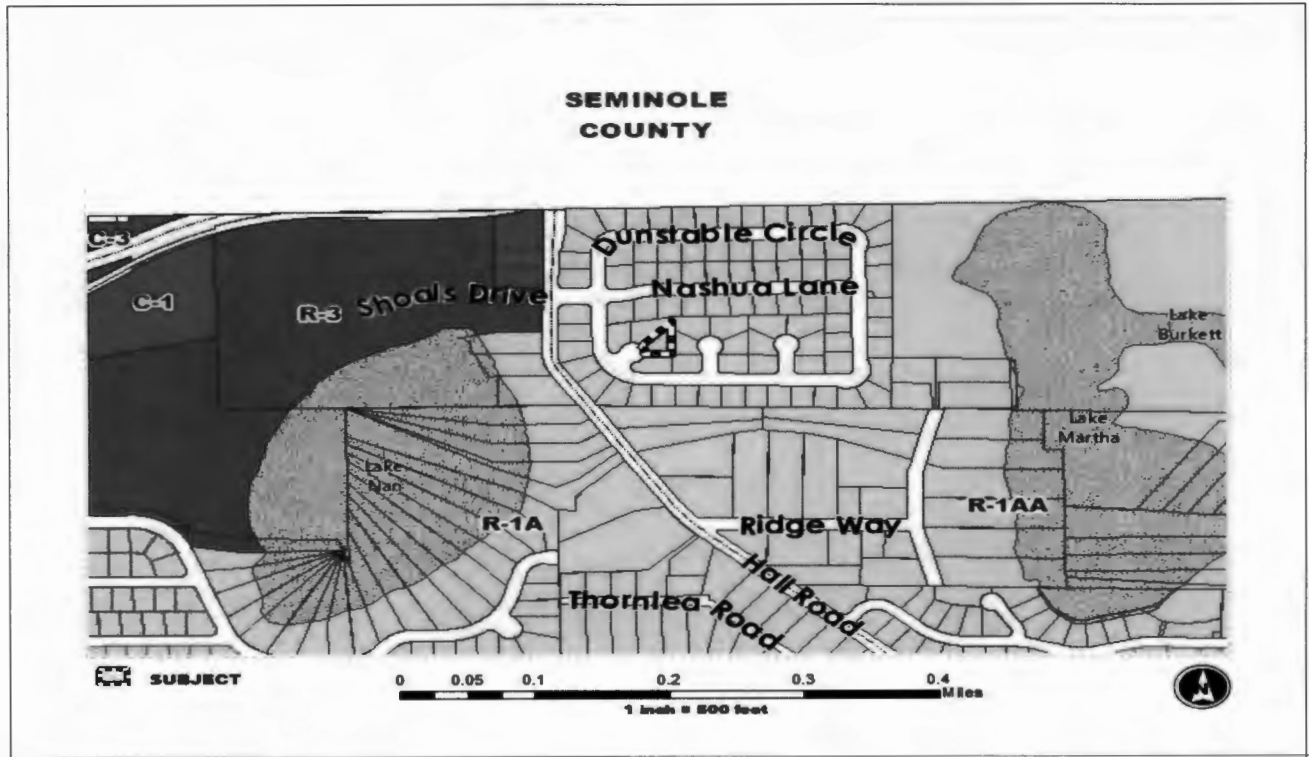 SEMINOLE
COUNTY
C-3
Dunstable Circle
C-1
R-3
Shoals Drive
Nashua Lane
Lake
Burkett
Lake
Martha
Lake
Nan
R-1A
R-1AA
Ridge Way
Hall Road
Thornlea Road
SUBJECT
0 0.05 0.1 0.2 0.3 0.4
Miles
1 inch = 500 feet
N